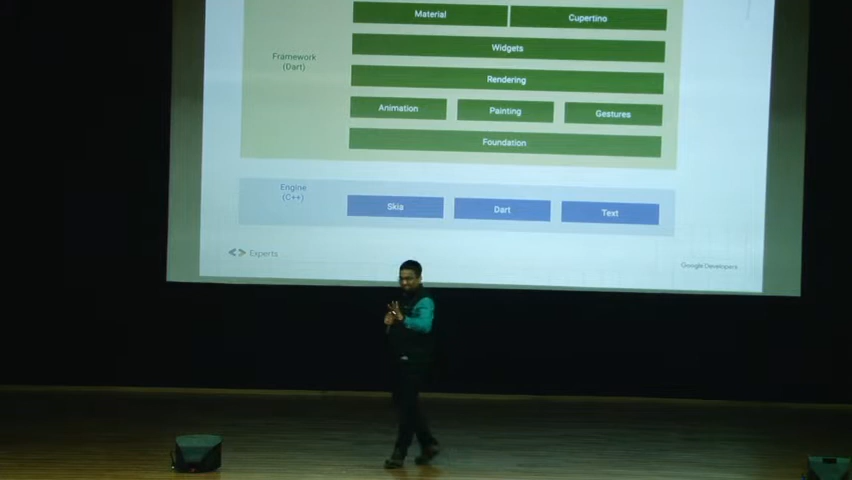 Material Cupertino
Framework
(Dart)
Widgets
Rendering
Animation Painting Gestures
Foundation
Engine
(C++)
Skia Dart Text
<> Experts
Google Developers